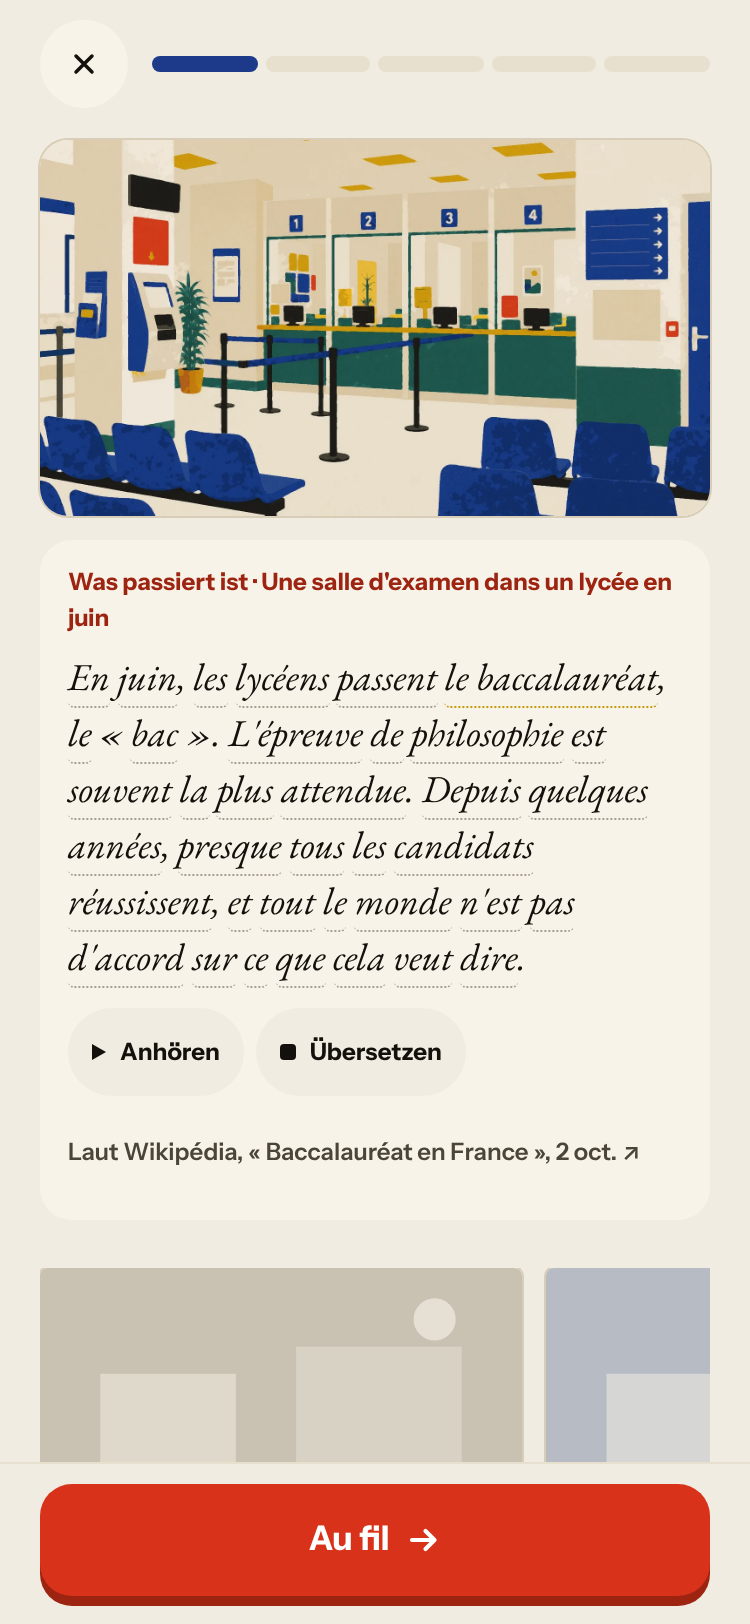 1
2
3
4
Was passiert ist · Une salle d'examen dans un lycée en
juin
En juin, les lycéens passent le baccalauréat,
le « bac ». L'épreuve de philosophie est
souvent la plus attendue. Depuis quelques
années, presque tous les candidats
réussissent, et tout le monde n'est pas
d'accord sur ce que cela veut dire.
Anhören
Übersetzen
Laut Wikipédia, « Baccalauréat en France », 2 oct. ↗
Au fil →